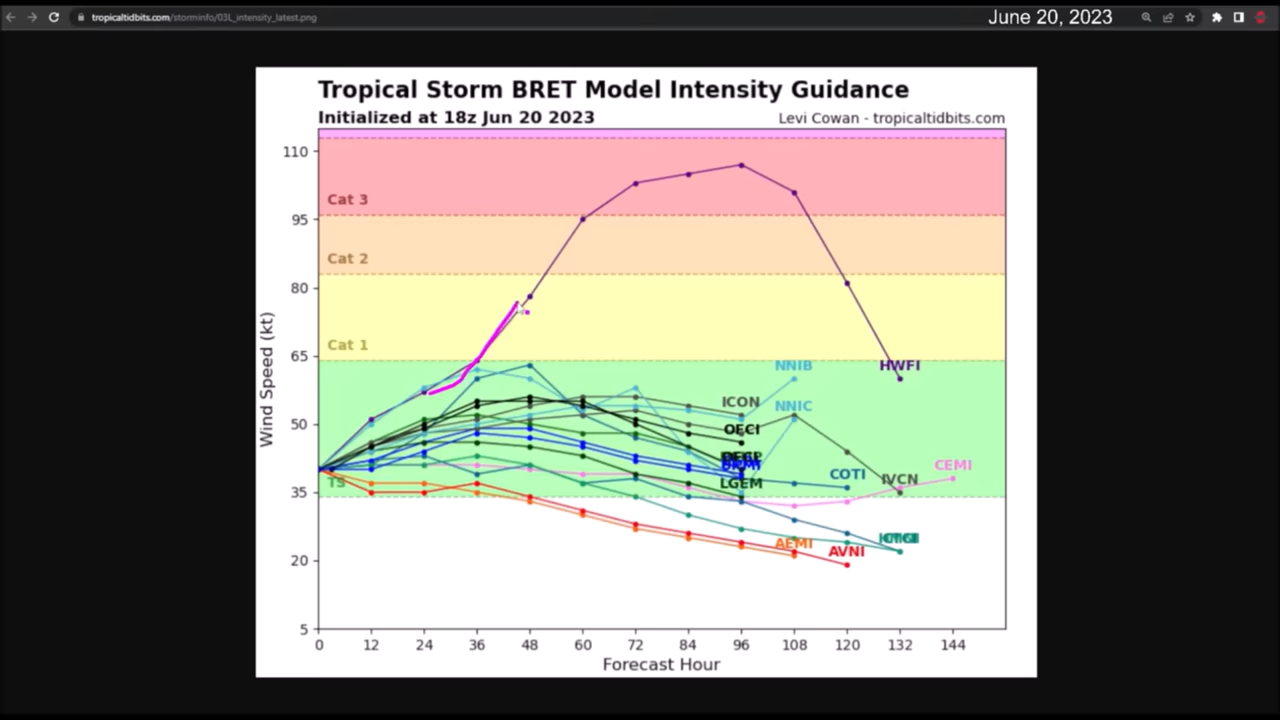 tropicaltidbits.com/storminfo/03L_intensity_latest.png
June 20, 2023
Tropical Storm BRET Model Intensity Guidance
Initialized at 18z Jun 20 2023
Levi Cowan - tropicaltidbits.com
110
95
80
65
50
35
20
5
Wind Speed (kt)
Cat 3
Cat 2
Cat 1
TS
NNIB
HWFI
ICON
NNIC
OECI
LGEM
COTI
IVCN
CEMI
AEMI
AVNI
0 12 24 36 48 60 72 84 96 108 120 132 144
Forecast Hour